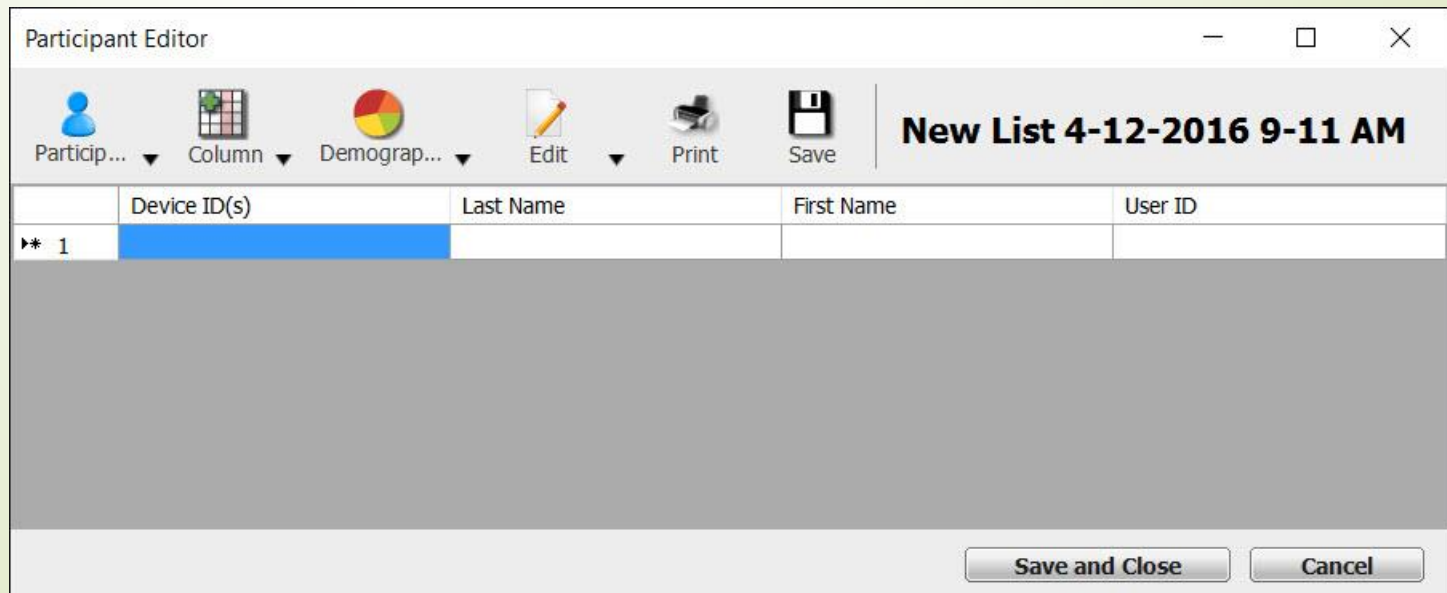 Participant Editor
Particip... Column Demograp... Edit Print Save New List 4-12-2016 9-11 AM
Device ID(s) Last Name First Name User ID
1
Save and Close Cancel